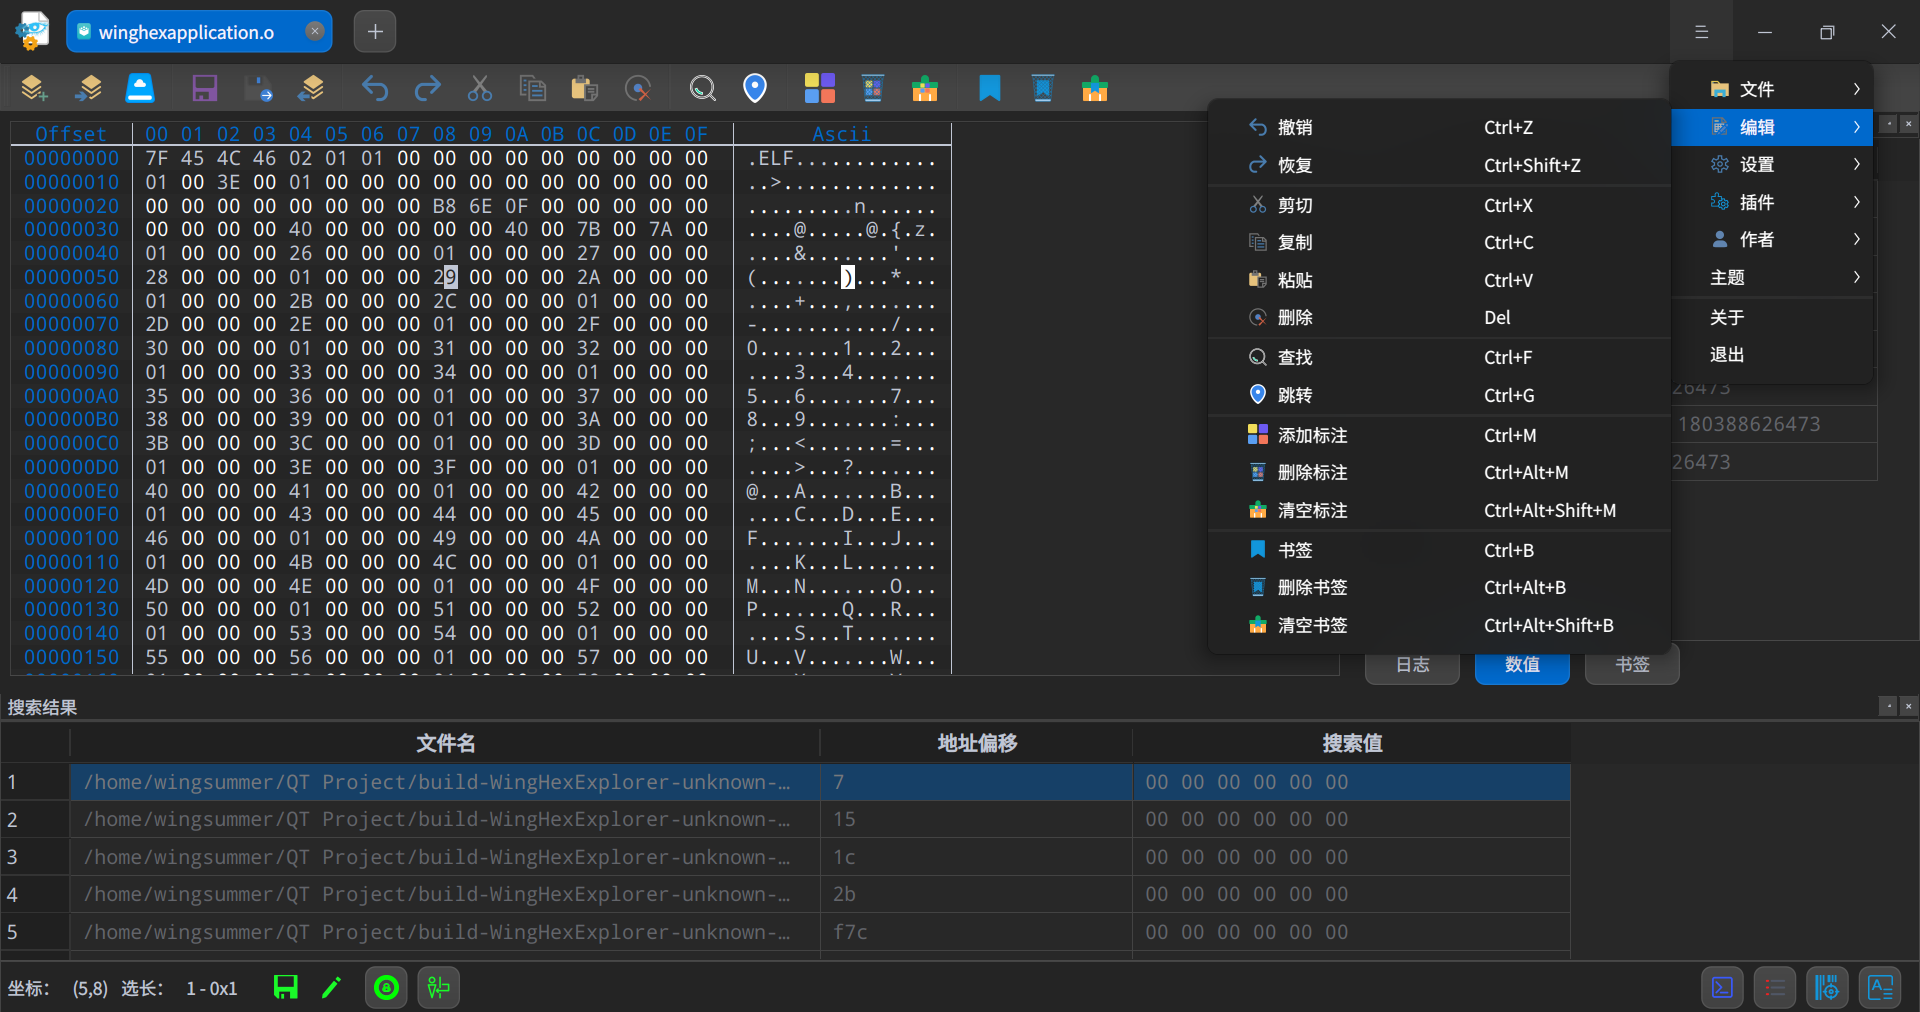 winghexapplication.o
文件
编辑
设置
插件
作者
主题
关于
退出
撤销 Ctrl+Z
恢复 Ctrl+Shift+Z
剪切 Ctrl+X
复制 Ctrl+C
粘贴 Ctrl+V
删除 Del
查找 Ctrl+F
跳转 Ctrl+G
添加标注 Ctrl+M
删除标注 Ctrl+Alt+M
清空标注 Ctrl+Alt+Shift+M
书签 Ctrl+B
删除书签 Ctrl+Alt+B
清空书签 Ctrl+Alt+Shift+B
Offset 00 01 02 03 04 05 06 07 08 09 0A 0B 0C 0D 0E 0F Ascii
00000000 7F 45 4C 46 02 01 01 00 00 00 00 00 00 00 00 00 .ELF............
00000010 01 00 3E 00 01 00 00 00 00 00 00 00 00 00 00 00 ..>.............
00000020 00 00 00 00 00 00 00 00 B8 6E 0F 00 00 00 00 00 .........n......
00000030 00 00 00 00 40 00 00 00 00 00 40 00 7B 00 7A 00 ....@.....@.{.z.
00000040 01 00 00 00 26 00 00 00 01 00 00 00 27 00 00 00 ....&.......'...
00000050 28 00 00 00 01 00 00 00 29 00 00 00 2A 00 00 00 (.......)...*...
00000060 01 00 00 00 2B 00 00 00 2C 00 00 00 01 00 00 00 ....+...,.......
00000070 2D 00 00 00 2E 00 00 00 01 00 00 00 2F 00 00 00 -.........../...
00000080 30 00 00 00 01 00 00 00 31 00 00 00 32 00 00 00 0.......1...2...
00000090 01 00 00 00 33 00 00 00 34 00 00 00 01 00 00 00 ....3...4.......
000000A0 35 00 00 00 36 00 00 00 01 00 00 00 37 00 00 00 5...6.......7...
000000B0 38 00 00 00 39 00 00 00 01 00 00 00 3A 00 00 00 8...9.......:...
000000C0 3B 00 00 00 3C 00 00 00 01 00 00 00 3D 00 00 00 ;...<.......=...
000000D0 01 00 00 00 3E 00 00 00 3F 00 00 00 01 00 00 00 ....>...?.......
000000E0 40 00 00 00 41 00 00 00 01 00 00 00 42 00 00 00 @...A.......B...
000000F0 01 00 00 00 43 00 00 00 44 00 00 00 45 00 00 00 ....C...D...E...
00000100 46 00 00 00 01 00 00 00 49 00 00 00 4A 00 00 00 F.......I...J...
00000110 01 00 00 00 4B 00 00 00 4C 00 00 00 01 00 00 00 ....K...L.......
00000120 4D 00 00 00 4E 00 00 00 01 00 00 00 4F 00 00 00 M...N.......O...
00000130 50 00 00 00 01 00 00 00 51 00 00 00 52 00 00 00 P.......Q...R...
00000140 01 00 00 00 53 00 00 00 54 00 00 00 01 00 00 00 ....S...T.......
00000150 55 00 00 00 56 00 00 00 01 00 00 00 57 00 00 00 U...V.......W...
26473
180388626473
26473
日志 数值 书签
搜索结果
文件名 地址偏移 搜索值
1 /home/wingsummer/QT Project/build-WingHexExplorer-unknown-… 7 00 00 00 00 00 00
2 /home/wingsummer/QT Project/build-WingHexExplorer-unknown-… 15 00 00 00 00 00 00
3 /home/wingsummer/QT Project/build-WingHexExplorer-unknown-… 1c 00 00 00 00 00 00
4 /home/wingsummer/QT Project/build-WingHexExplorer-unknown-… 2b 00 00 00 00 00 00
5 /home/wingsummer/QT Project/build-WingHexExplorer-unknown-… f7c 00 00 00 00 00 00
坐标： (5,8) 选长： 1 - 0x1